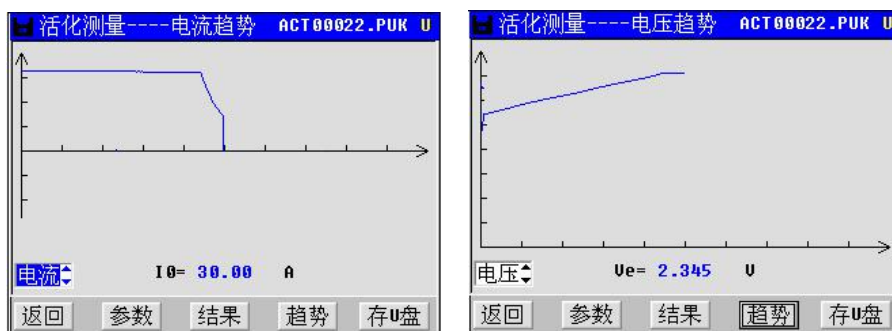 活化测量----电流趋势 ACT00022.PUK U
电流 I0= 30.00 A
返回 参数 结果 趋势 存U盘
活化测量----电压趋势 ACT00022.PUK U
电压 Ve= 2.345 V
返回 参数 结果 趋势 存U盘